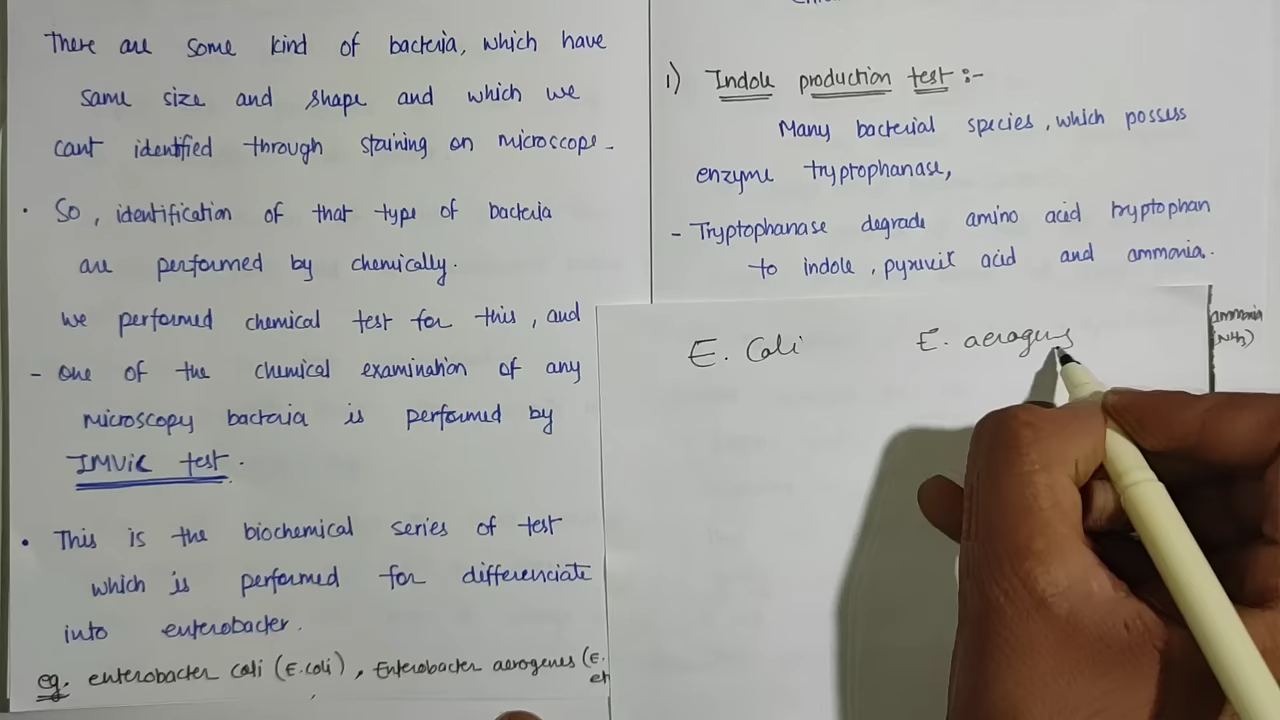 There are some kind of bacteria, which have
same size and shape and which we
cant identified through staining on microscope.
• So, identification of that type of bacteria
are performed by chemically.
we performed chemical test for this, and
- One of the chemical examination of any
microscopy bacteria is performed by
IMViC test.
• This is the biochemical series of test
which is performed for differenciate
into enterobacter.
eg. enterobacter coli (E.coli), Enterobacter aerogenes (E.
et
i) Indole production test :-
Many bacterial species, which possess
enzyme tryptophanase,
- Tryptophanase degrade amino acid tryptophan
to indole, pyruvic acid and ammonia.
ammonia
(NH3)
E. Coli E. aerogens